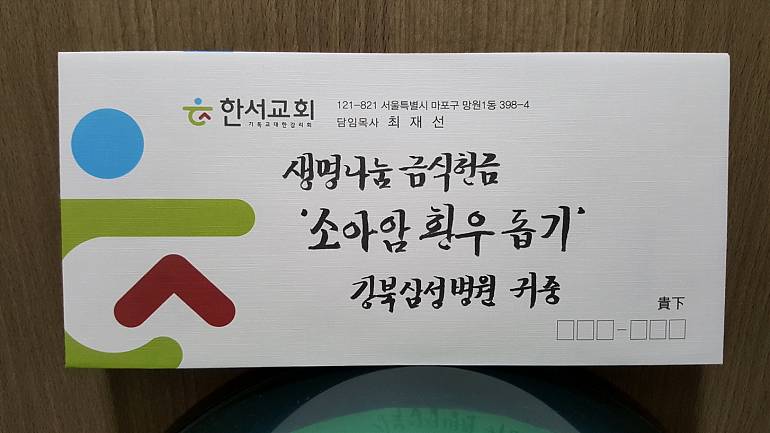 한서교회
기독교대한감리회
121-821 서울특별시 마포구 망원1동 398-4
담임목사 최재선
생명나눔 금식헌금
'소아암 환우 돕기'
강북삼성병원 귀중
貴下